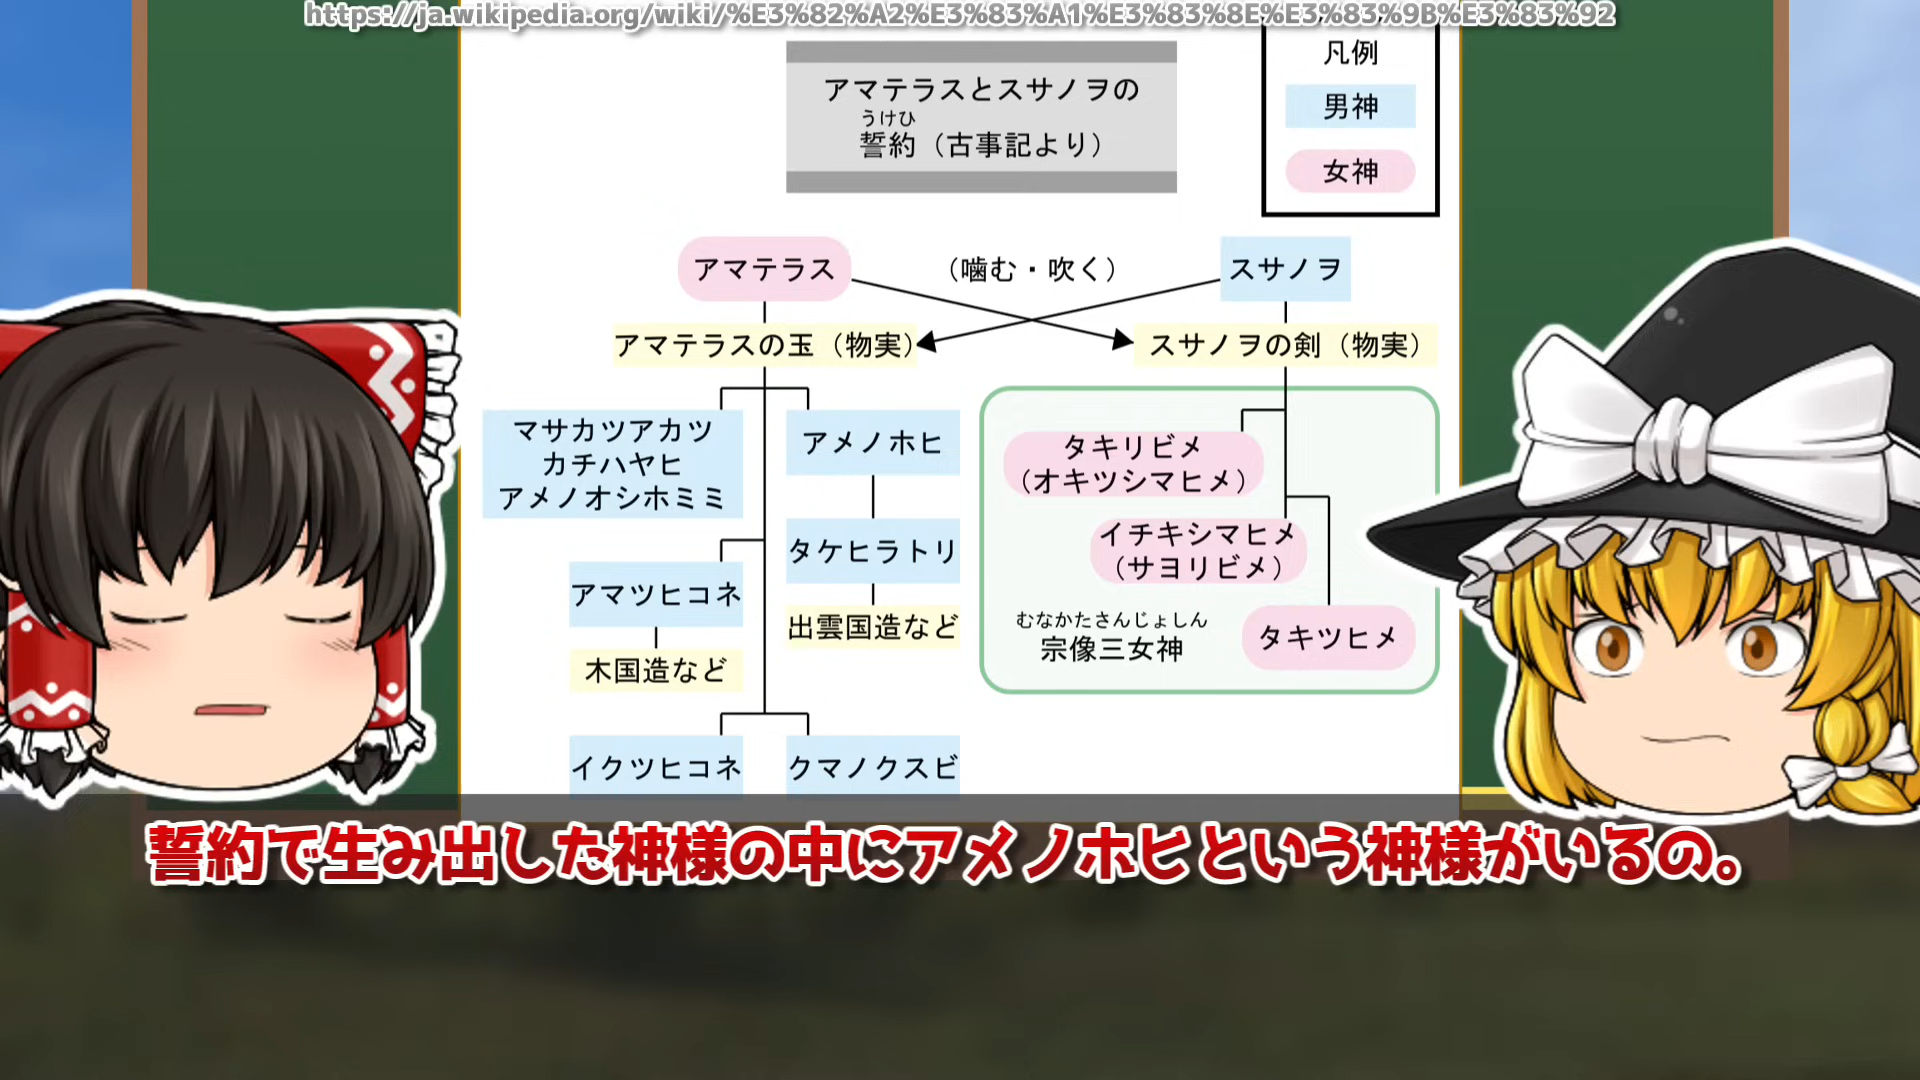 https://ja.wikipedia.org/wiki/%E3%82%A2%E3%83%A1%E3%83%8E%E3%83%9B%E3%83%92
アマテラスとスサノヲの
うけひ
誓約（古事記より）
凡例
男神
女神
アマテラス
（噛む・吹く）
スサノヲ
アマテラスの玉（物実）
スサノヲの剣（物実）
マサカツアカツ
カチハヤヒ
アメノオシホミミ
アメノホヒ
タケヒラトリ
出雲国造など
アマツヒコネ
木国造など
イクツヒコネ
クマノクスビ
タキリビメ
（オキツシマヒメ）
イチキシマヒメ
（サヨリビメ）
タキツヒメ
むなかたさんじょしん
宗像三女神
誓約で生み出した神様の中にアメノホヒという神様がいるの。